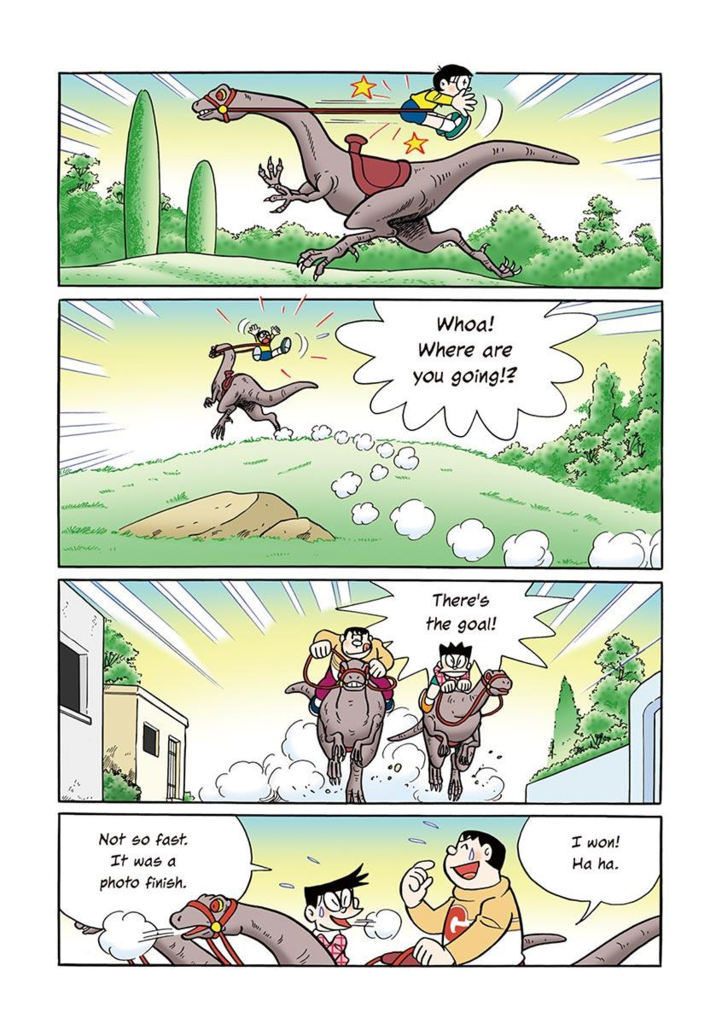 Whoa!
Where are
you going!?
There's
the goal!
Not so fast.
It was a
photo finish.
I won!
Ha ha.